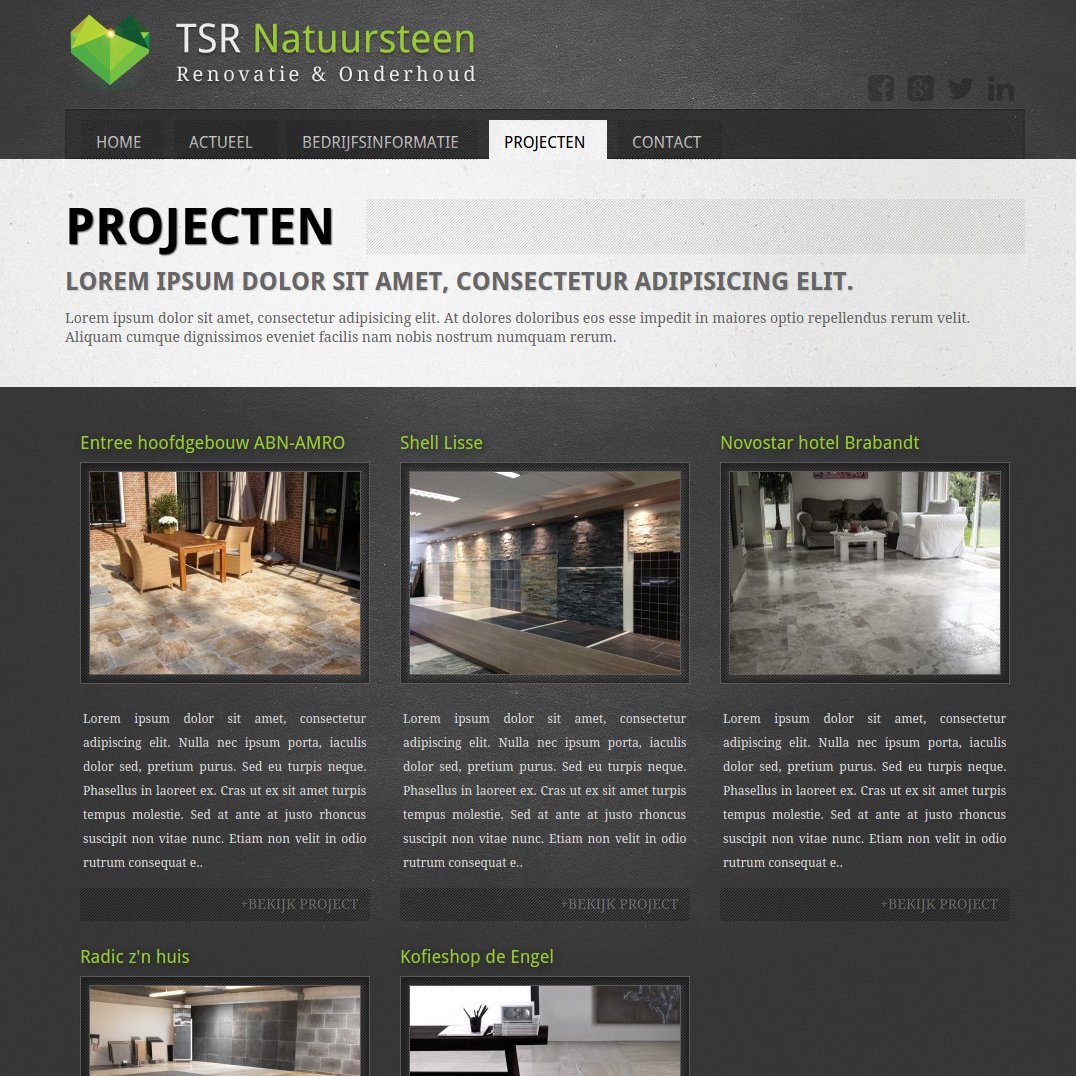 TSR Natuursteen
Renovatie & Onderhoud
HOME ACTUEEL BEDRIJFSINFORMATIE PROJECTEN CONTACT
PROJECTEN
LOREM IPSUM DOLOR SIT AMET, CONSECTETUR ADIPISICING ELIT.
Lorem ipsum dolor sit amet, consectetur adipisicing elit. At dolores doloribus eos esse impedit in maiores optio repellendus rerum velit.
Aliquam cumque dignissimos eveniet facilis nam nobis nostrum numquam rerum.
Entree hoofdgebouw ABN-AMRO
Lorem ipsum dolor sit amet, consectetur
adipiscing elit. Nulla nec ipsum porta, iaculis
dolor sed, pretium purus. Sed eu turpis neque.
Phasellus in laoreet ex. Cras ut ex sit amet turpis
tempus molestie. Sed at ante at justo rhoncus
suscipit non vitae nunc. Etiam non velit in odio
rutrum consequat e..
+BEKIJK PROJECT
Shell Lisse
Lorem ipsum dolor sit amet, consectetur
adipiscing elit. Nulla nec ipsum porta, iaculis
dolor sed, pretium purus. Sed eu turpis neque.
Phasellus in laoreet ex. Cras ut ex sit amet turpis
tempus molestie. Sed at ante at justo rhoncus
suscipit non vitae nunc. Etiam non velit in odio
rutrum consequat e..
+BEKIJK PROJECT
Novostar hotel Brabandt
Lorem ipsum dolor sit amet, consectetur
adipiscing elit. Nulla nec ipsum porta, iaculis
dolor sed, pretium purus. Sed eu turpis neque.
Phasellus in laoreet ex. Cras ut ex sit amet turpis
tempus molestie. Sed at ante at justo rhoncus
suscipit non vitae nunc. Etiam non velit in odio
rutrum consequat e..
+BEKIJK PROJECT
Radic z'n huis
Kofieshop de Engel